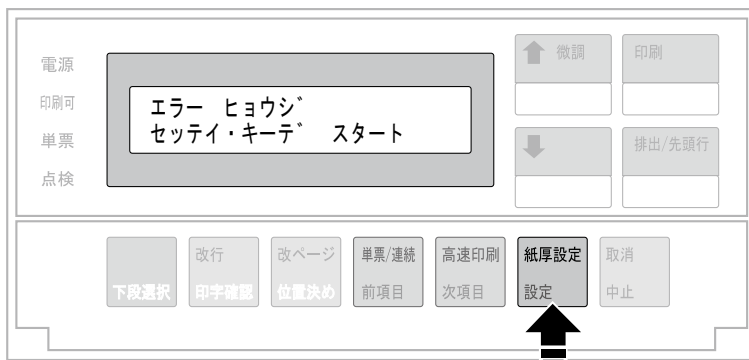 電源
印刷可
単票
点検
エラー ヒョウジ
セッテイ・キーデ スタート
微調
印刷
排出/先頭行
下段選択
改行
印字確認
改ページ
位置決め
単票/連続
前項目
高速印刷
次項目
紙厚設定
設定
取消
中止